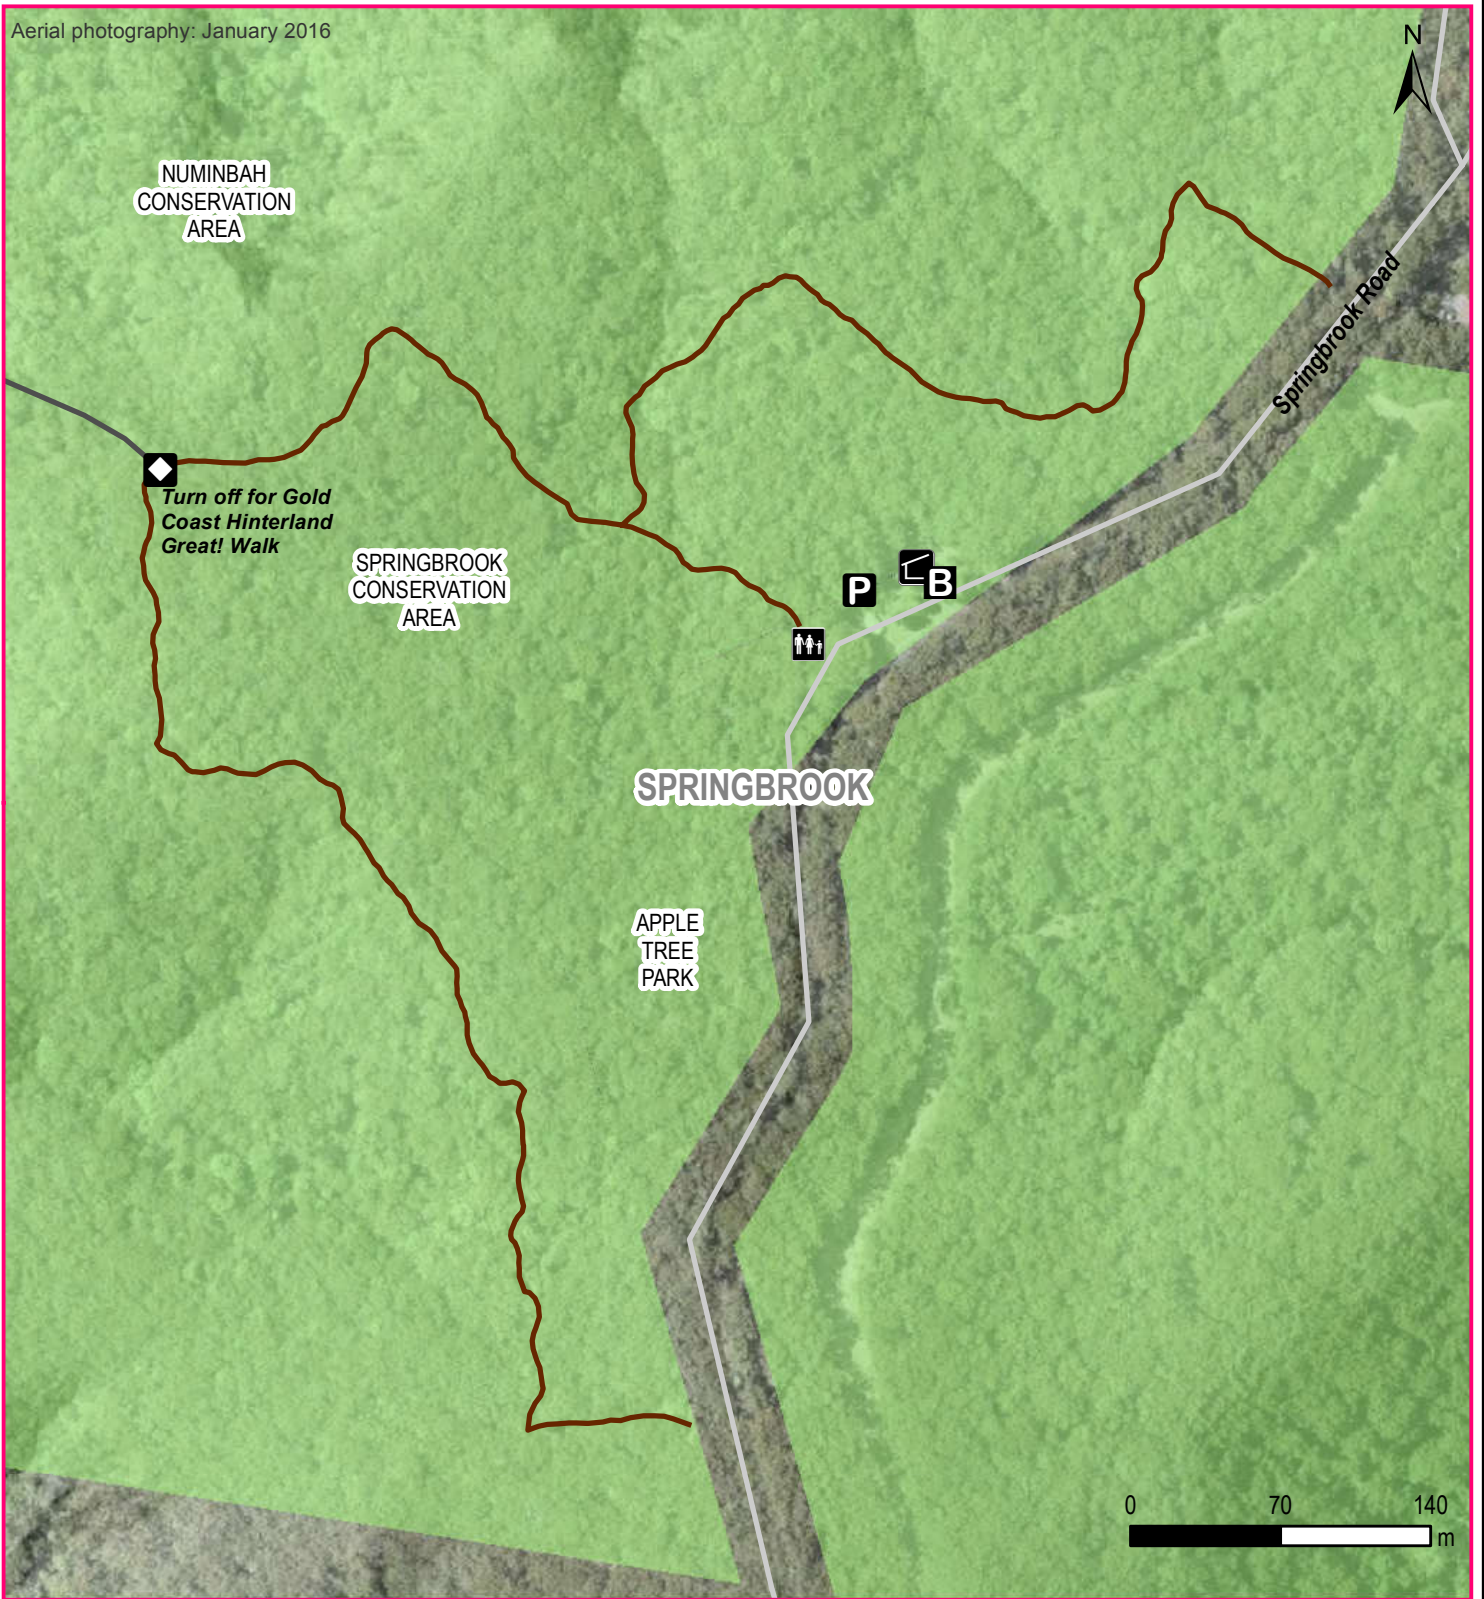 Aerial photography: January 2016
N
NUMINBAH
CONSERVATION
AREA
Springbrook Road
Turn off for Gold
Coast Hinterland
Great! Walk
SPRINGBROOK
CONSERVATION
AREA
P
B
SPRINGBROOK
APPLE
TREE
PARK
0 70 140
m